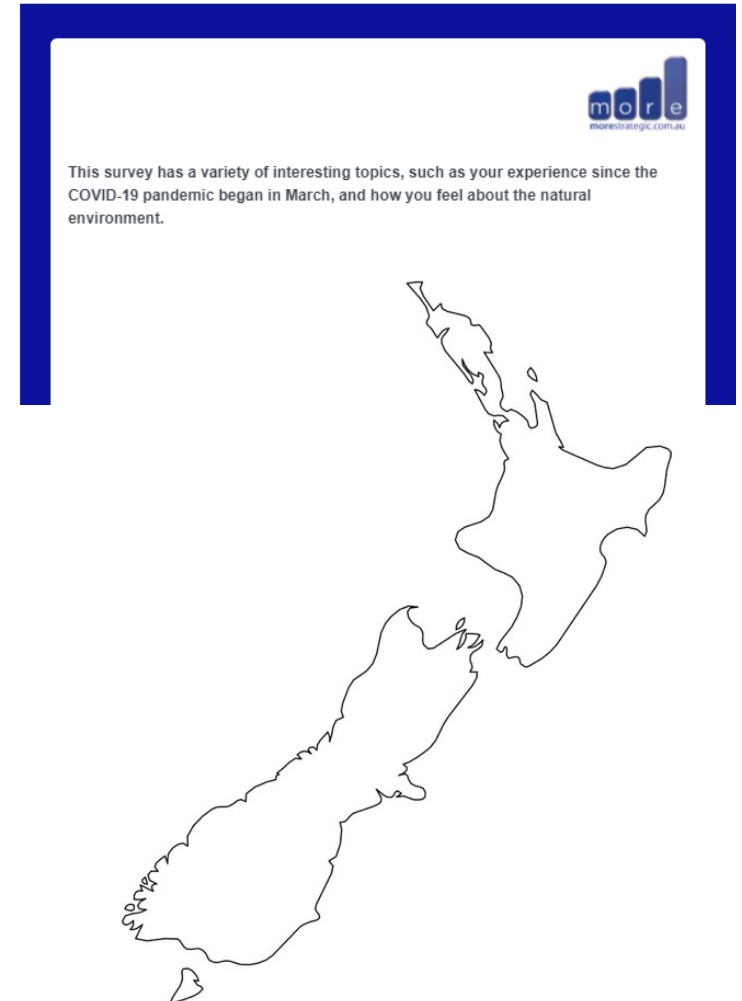 more
morestrategic.com.au
This survey has a variety of interesting topics, such as your experience since the
COVID-19 pandemic began in March, and how you feel about the natural
environment.